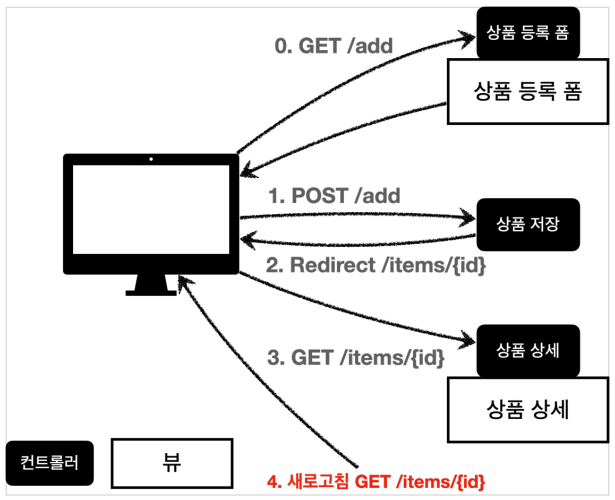 상품 등록 폼
0. GET /add
상품 등록 폼
1. POST /add
상품 저장
2. Redirect /items/{id}
상품 상세
3. GET /items/{id}
상품 상세
컨트롤러
뷰
4. 새로고침 GET /items/{id}